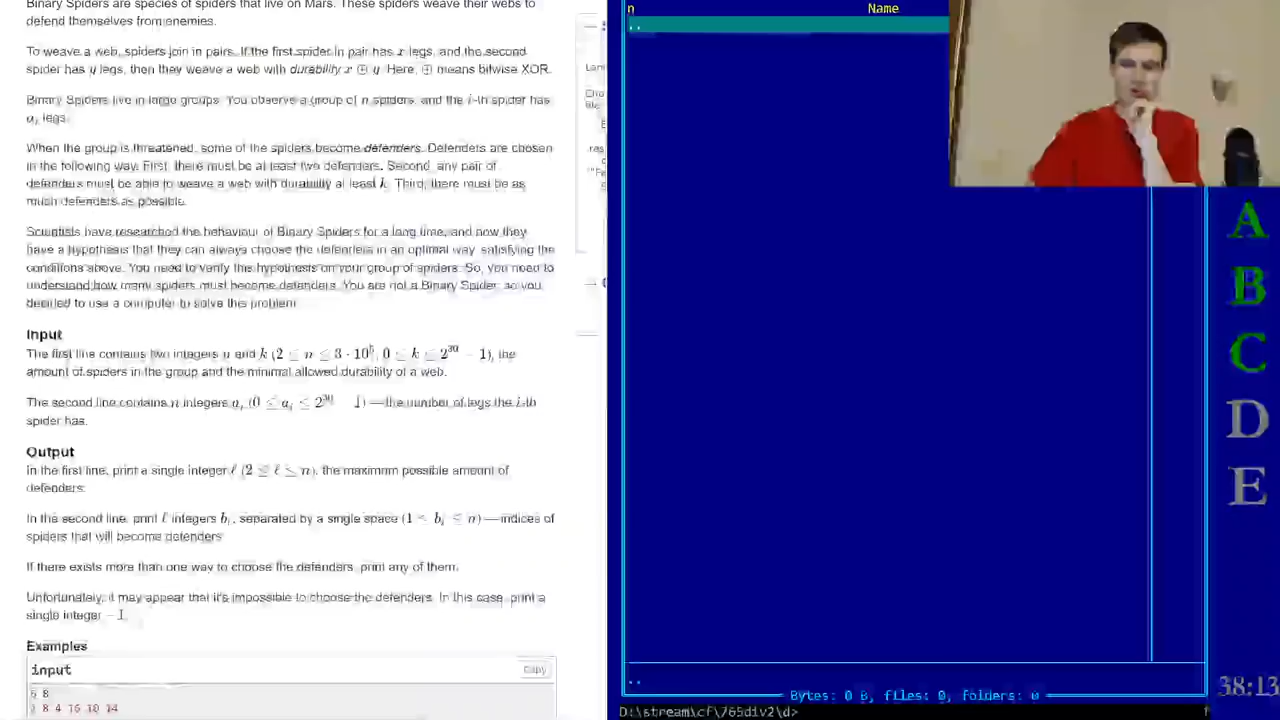 Binary Spiders are species of spiders that live on Mars. These spiders weave their webs to
defend themselves from enemies.
To weave a web, spiders join in pairs. If the first spider in pair has x legs, and the second
spider has y legs, then they weave a web with durability x ⊕ y. Here, ⊕ means bitwise XOR.
Binary Spiders live in large groups. You observe a group of n spiders, and the i-th spider has
a_i legs.
When the group is threatened, some of the spiders become defenders. Defenders are chosen
in the following way. First, there must be at least two defenders. Second, any pair of
defenders must be able to weave a web with durability at least k. Third, there must be as
much defenders as possible.
Scientists have researched the behaviour of Binary Spiders for a long time, and now they
have a hypothesis that they can always choose the defenders in an optimal way, satisfying the
conditions above. You need to verify this hypothesis on your group of spiders. So, you need to
understand how many spiders must become defenders. You are not a Binary Spider, so you
decided to use a computer to solve this problem.
Input
The first line contains two integers n and k (2 ≤ n ≤ 3 · 10^5, 0 ≤ k ≤ 2^30 − 1), the
amount of spiders in the group and the minimal allowed durability of a web.
The second line contains n integers a_i (0 ≤ a_i ≤ 2^30 − 1) — the number of legs the i-th
spider has.
Output
In the first line, print a single integer ℓ (2 ≤ ℓ ≤ n), the maximum possible amount of
defenders.
In the second line, print ℓ integers b_i, separated by a single space (1 ≤ b_i ≤ n) — indices of
spiders that will become defenders.
If there exists more than one way to choose the defenders, print any of them.
Unfortunately, it may appear that it's impossible to choose the defenders. In this case, print a
single integer −1.
Examples
input Copy
6 8
8 4 16 10 14
n Name
..
..
Bytes: 0 B, files: 0, folders: 0
D:\stream\cf\765div2\d>
A
B
C
D
E
38:13